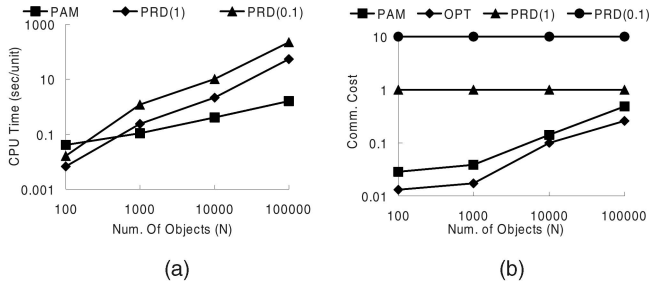 PAM PRD(1) PRD(0.1)
1000
10
0.1
0.001
CPU Time (sec/unit)
100 1000 10000 100000
Num. Of Objects (N)
(a)
PAM OPT PRD(1) PRD(0.1)
10
1
0.1
0.01
Comm. Cost
100 1000 10000 100000
Num. Of Objects (N)
(b)